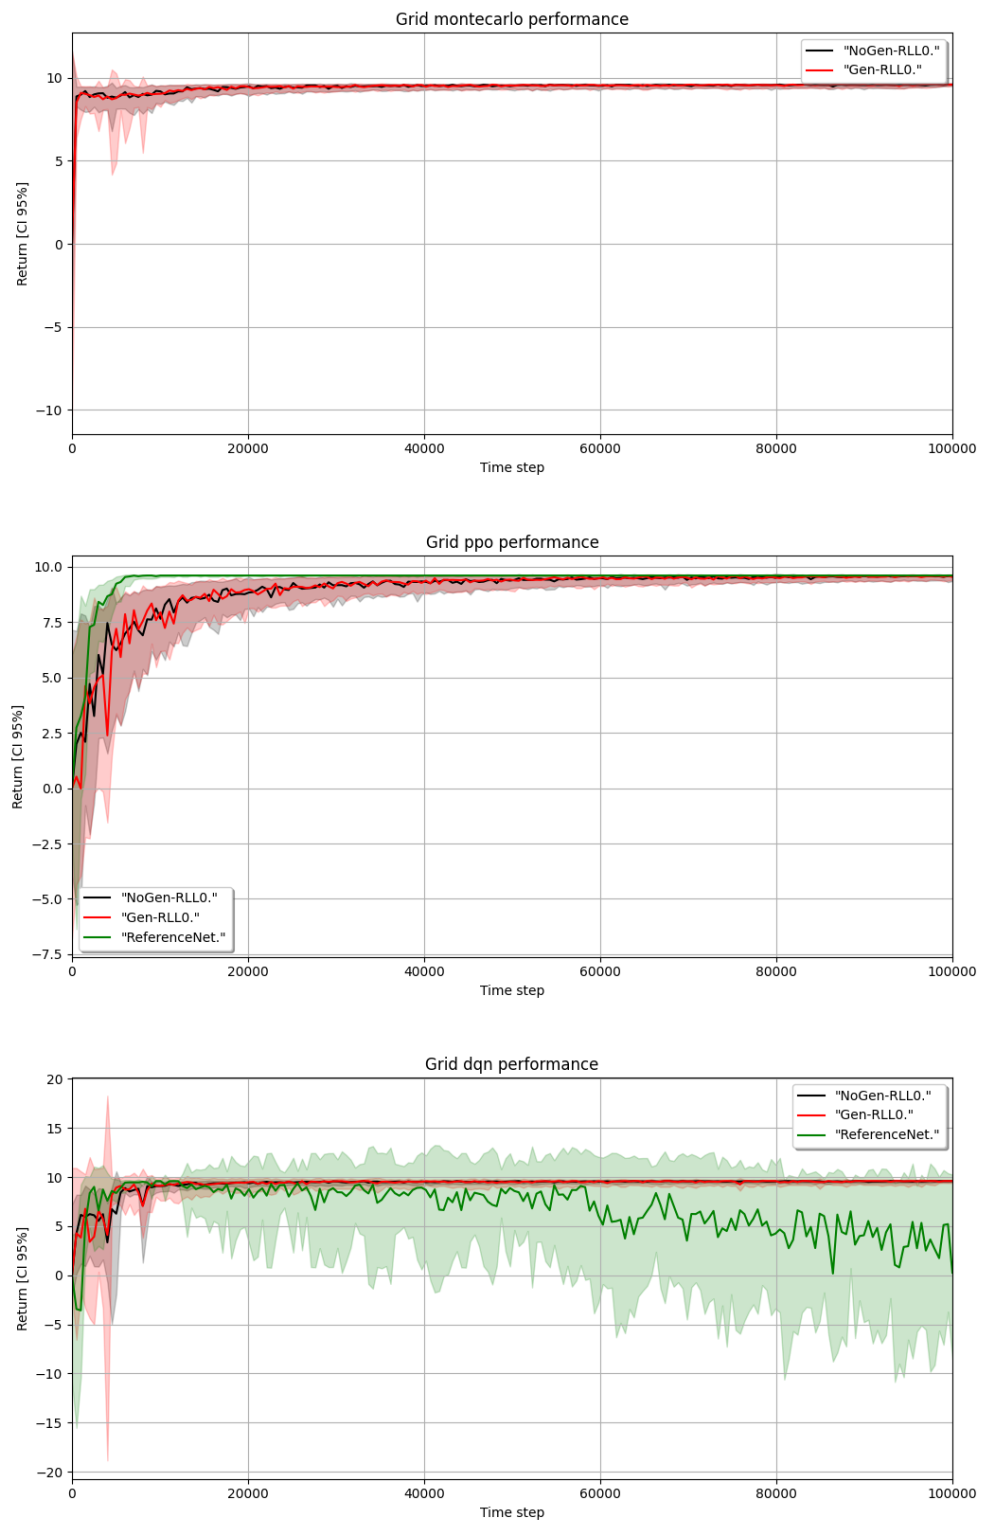 Grid montecarlo performance
"NoGen-RLL0."
"Gen-RLL0."
10
5
0
−5
−10
Return [CI 95%]
0 20000 40000 60000 80000 100000
Time step
Grid ppo performance
10.0
7.5
5.0
2.5
0.0
−2.5
−5.0
−7.5
Return [CI 95%]
"NoGen-RLL0."
"Gen-RLL0."
"ReferenceNet."
0 20000 40000 60000 80000 100000
Time step
Grid dqn performance
"NoGen-RLL0."
"Gen-RLL0."
"ReferenceNet."
20
15
10
5
0
−5
−10
−15
−20
Return [CI 95%]
0 20000 40000 60000 80000 100000
Time step